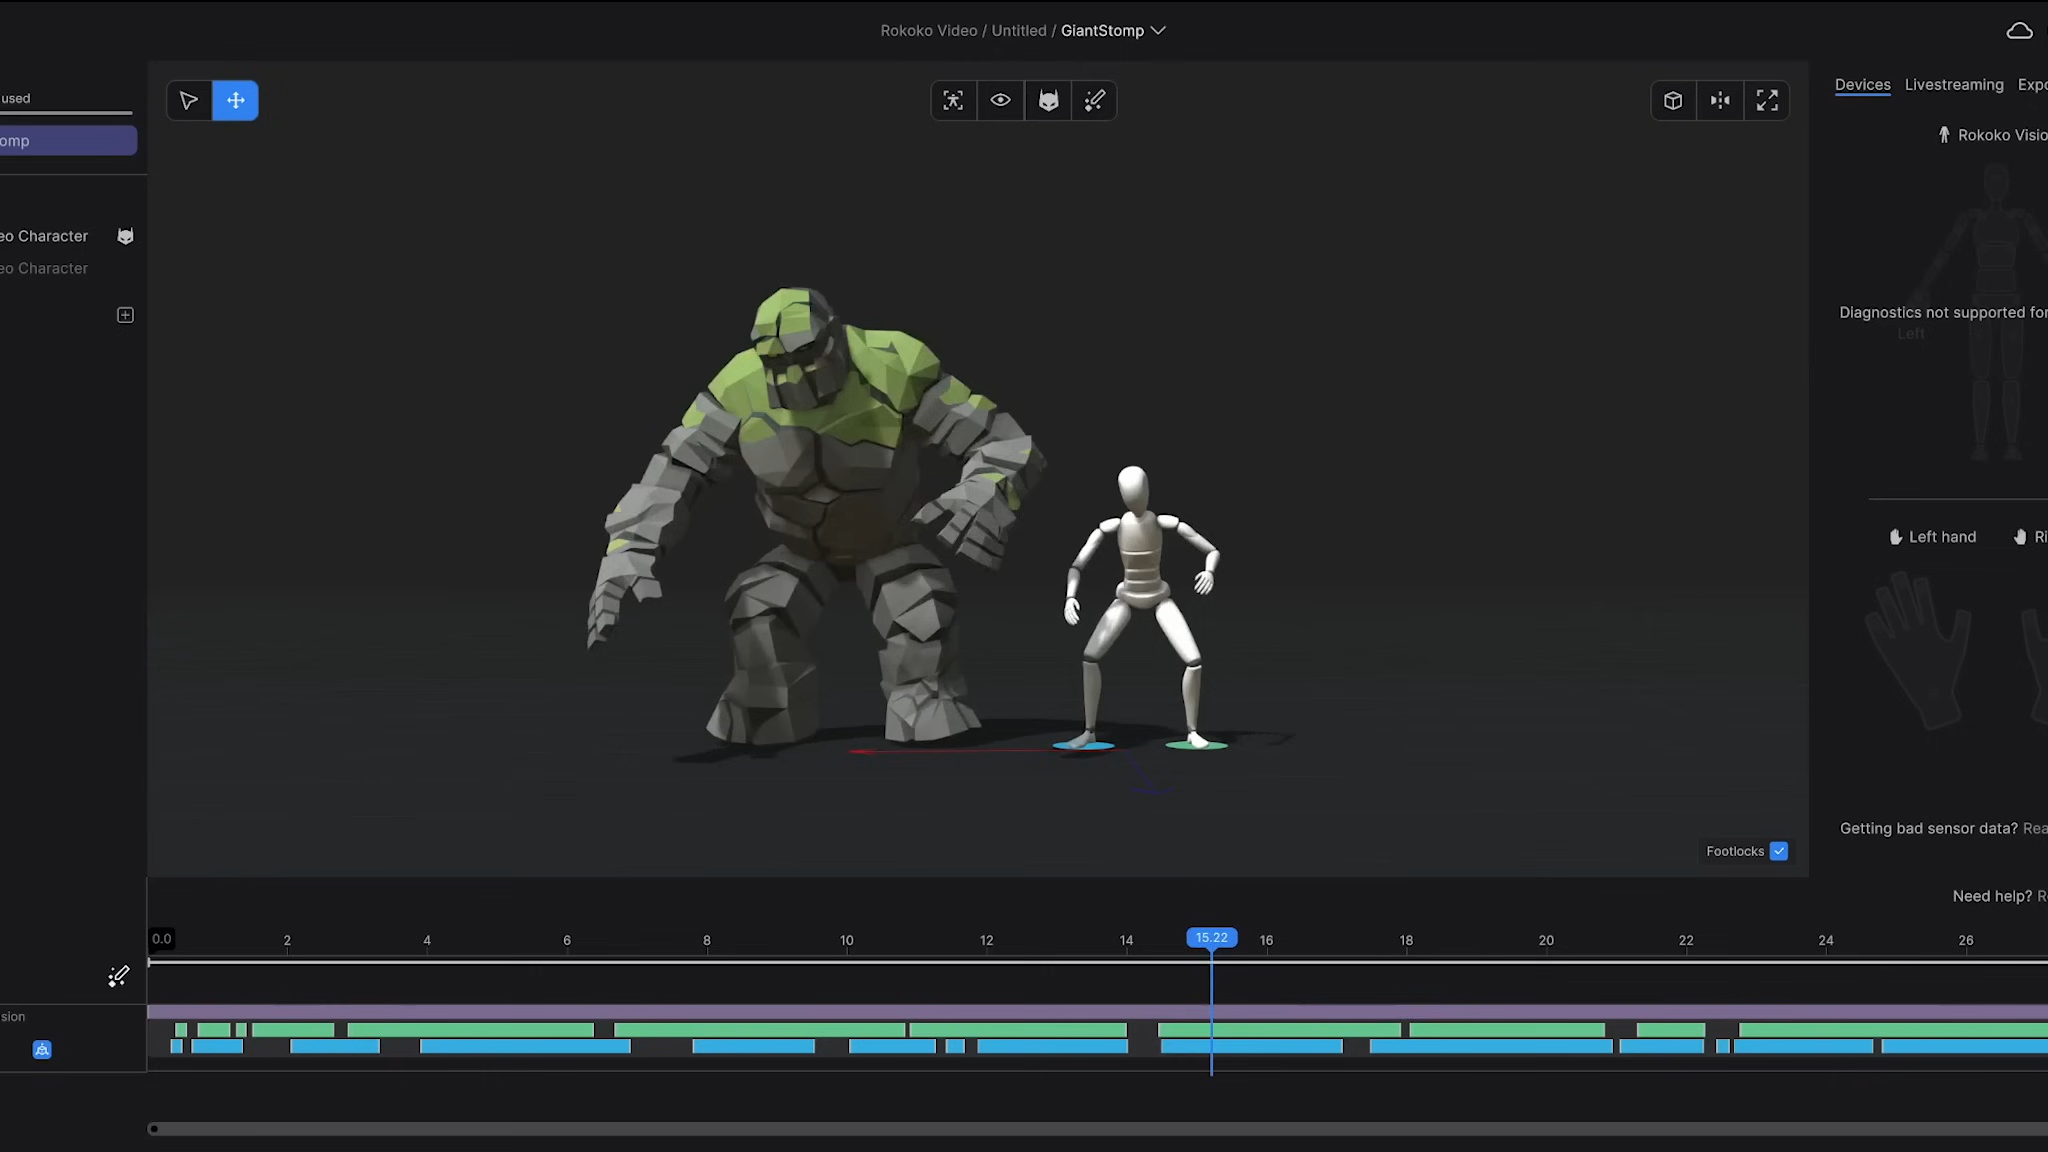 Rokoko Video / Untitled / GiantStomp
used
omp
eo Character
eo Character
Devices Livestreaming Expo
Rokoko Visio
Diagnostics not supported for
Left
Left hand Ri
Getting bad sensor data? Rea
Footlocks
Need help? R
0.0 2 4 6 8 10 12 14 15.22 16 18 20 22 24 26
sion